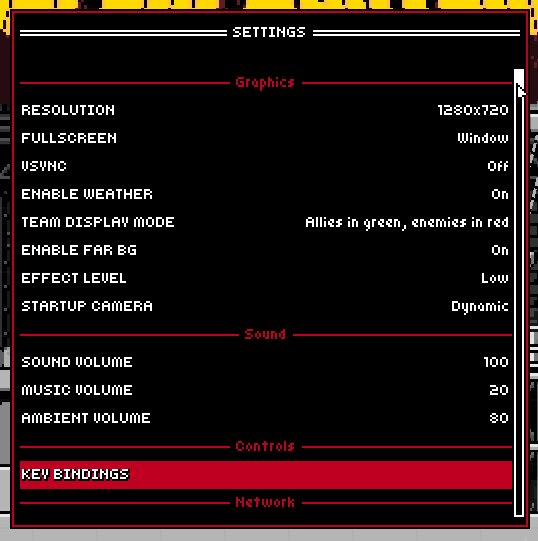 SETTINGS
Graphics
RESOLUTION 1280x720
FULLSCREEN Window
VSYNC Off
ENABLE WEATHER On
TEAM DISPLAY MODE Allies in green, enemies in red
ENABLE FAR BG On
EFFECT LEVEL Low
STARTUP CAMERA Dynamic
Sound
SOUND VOLUME 100
MUSIC VOLUME 20
AMBIENT VOLUME 80
Controls
KEY BINDINGS
Network